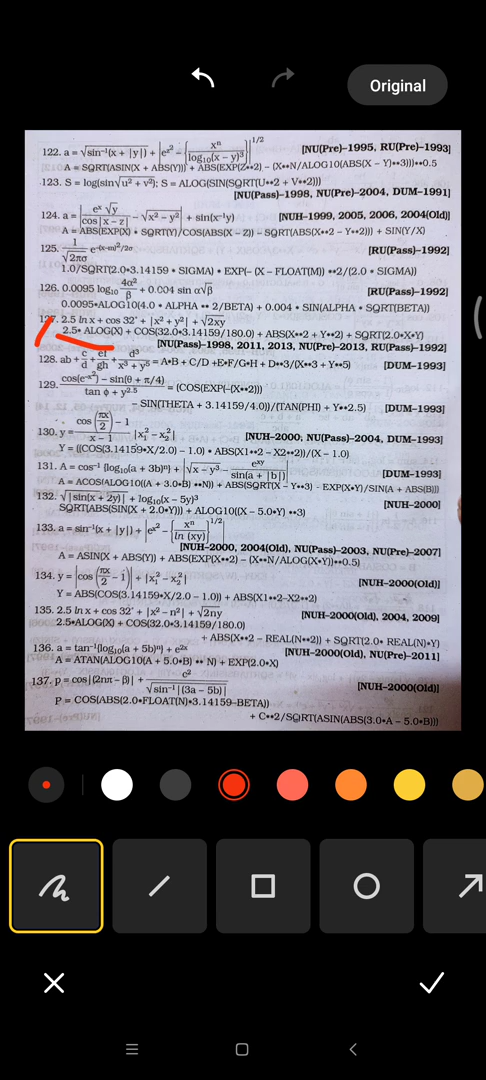 Original
122. a = √sin⁻¹(x + |y|) + |e^z² − {xⁿ/log₁₀(x − y)³}|^1/2 [NU(Pre)–1995, RU(Pre)–1993]
A = SQRT(ASIN(X + ABS(Y))) + ABS(EXP(Z**2) − (X**N/ALOG10(ABS(X − Y)**3)))**0.5
123. S = log(sin√u² + v²); S = ALOG(SIN(SQRT(U**2 + V**2)))
[NU(Pass)–1998, NU(Pre)–2004, DUM–1991]
124. a = |eˣ √y/cos|x − z| − √x² − y²| + sin(x⁻¹y) [NUH–1999, 2005, 2006, 2004(Old)]
A = ABS(EXP(X) * SQRT(Y)/COS(ABS(X − Z)) − SQRT(ABS(X**2 − Y**2))) + SIN(Y/X)
125. 1/√2πσ e^-(x-m)²/2σ [RU(Pass)–1992]
1.0/SQRT(2.0*3.14159 * SIGMA) * EXP(− (X − FLOAT(M)) **2/(2.0 * SIGMA))
126. 0.0095 log₁₀ 4α²/β + 0.004 sin α√β [RU(Pass)–1992]
0.0095*ALOG10(4.0 * ALPHA ** 2/BETA) + 0.004 * SIN(ALPHA * SQRT(BETA))
127. 2.5 ln x + cos 32° + |x² + y²| + √2xy
2.5* ALOG(X) + COS(32.0*3.14159/180.0) + ABS(X**2 + Y**2) + SQRT(2.0*X*Y)
[NU(Pass)–1998, 2011, 2013, NU(Pre)–2013, RU(Pass)–1992]
128. ab + c/d + ef/gh + d³/x³ + y⁵ = A*B + C/D +E*F/G*H + D**3/(X**3 + Y**5) [DUM–1993]
129. cos(e^-x²) − sin(θ + π/4)/tan φ + y^2.5 = (COS(EXP(−(X**2)))
− SIN(THETA + 3.14159/4.0))/(TAN(PHI) + Y**2.5) [DUM–1993]
130. y = cos(πx/2) − 1/x − 1 |x₁² − x₂²| [NUH–2000, NU(Pass)–2004, DUM–1993]
Y = ((COS(3.14159*X/2.0) − 1.0) * ABS(X1**2 − X2**2))/(X − 1.0)
131. A = cos⁻¹ {log₁₀(a + 3b)ⁿ} + |√x − y³ − e^xy/sin(a + |b|)| [DUM–1993]
A = ACOS(ALOG10((A + 3.0*B) **N)) + ABS(SQRT(X − Y**3) - EXP(X*Y)/SIN(A + ABS(B)))
132. √|sin(x + 2y)| + log₁₀(x − 5y)³ [NUH–2000]
SQRT(ABS(SIN(X + 2.0*Y))) + ALOG10((X − 5.0*Y) **3)
133. a = sin⁻¹(x + |y|) + |e^x² − {xⁿ/ln (xy)}^1/2|
[NUH–2000, 2004(Old), NU(Pass)–2003, NU(Pre)–2007]
A = ASIN(X + ABS(Y)) + ABS(EXP(X**2) − (X**N/ALOG(X*Y))**0.5)
134. y = |cos (πx/2 − 1)| + |x₁² − x₂²| [NUH–2000(Old)]
Y = ABS(COS(3.14159*X/2.0 − 1.0)) + ABS(X1**2−X2**2)
135. 2.5 ln x + cos 32° + |x² − n²| + √2ny [NUH–2000(Old), 2004, 2009]
2.5*ALOG(X) + COS(32.0*3.14159/180.0)
+ ABS(X**2 − REAL(N**2)) + SQRT(2.0* REAL(N)*Y)
136. a = tan⁻¹(log₁₀(a + 5b)ⁿ) + e^2x [NUH–2000(Old), NU(Pre)–2011]
A = ATAN(ALOG10(A + 5.0*B) ** N) + EXP(2.0*X)
137. p = cos|(2nπ − β)| + c²/√sin⁻¹|(3a − 5b)| [NUH–2000(Old)]
P = COS(ABS(2.0*FLOAT(N)*3.14159−BETA))
+ C**2/SQRT(ASIN(ABS(3.0*A − 5.0*B)))